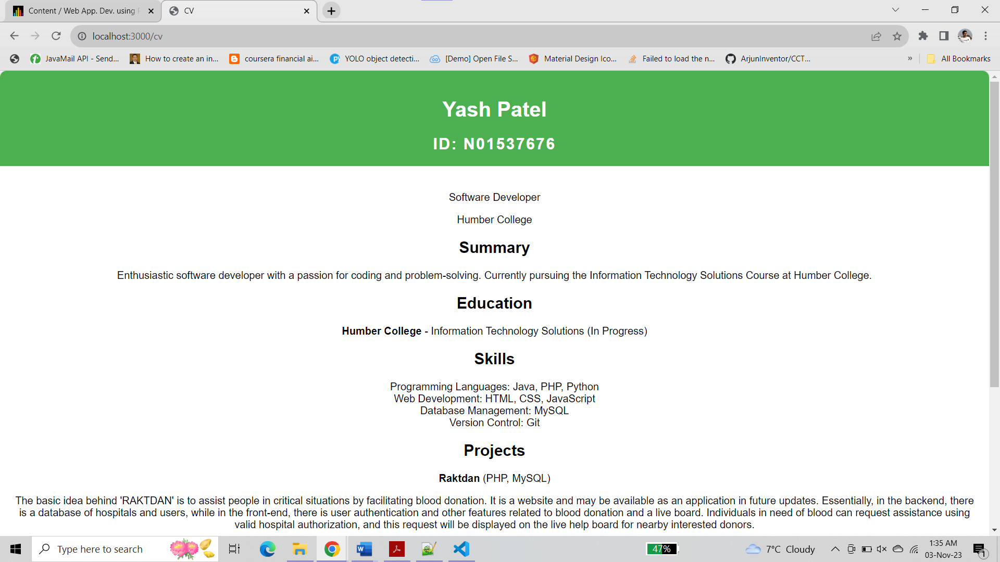 Content / Web App. Dev. using
CV
localhost:3000/cv
JavaMail API - Send...
How to create an in...
coursera financial ai...
YOLO object detecti...
[Demo] Open File S...
Material Design Ico...
Failed to load the n...
ArjunInventor/CCT...
»
All Bookmarks
Yash Patel
ID: N01537676
Software Developer
Humber College
Summary
Enthusiastic software developer with a passion for coding and problem-solving. Currently pursuing the Information Technology Solutions Course at Humber College.
Education
Humber College - Information Technology Solutions (In Progress)
Skills
Programming Languages: Java, PHP, Python
Web Development: HTML, CSS, JavaScript
Database Management: MySQL
Version Control: Git
Projects
Raktdan (PHP, MySQL)
The basic idea behind 'RAKTDAN' is to assist people in critical situations by facilitating blood donation. It is a website and may be available as an application in future updates. Essentially, in the backend, there
is a database of hospitals and users, while in the front-end, there is user authentication and other features related to blood donation and a live board. Individuals in need of blood can request assistance using
valid hospital authorization, and this request will be displayed on the live help board for nearby interested donors.
Type here to search
47%
7°C Cloudy
1:35 AM
03-Nov-23
1